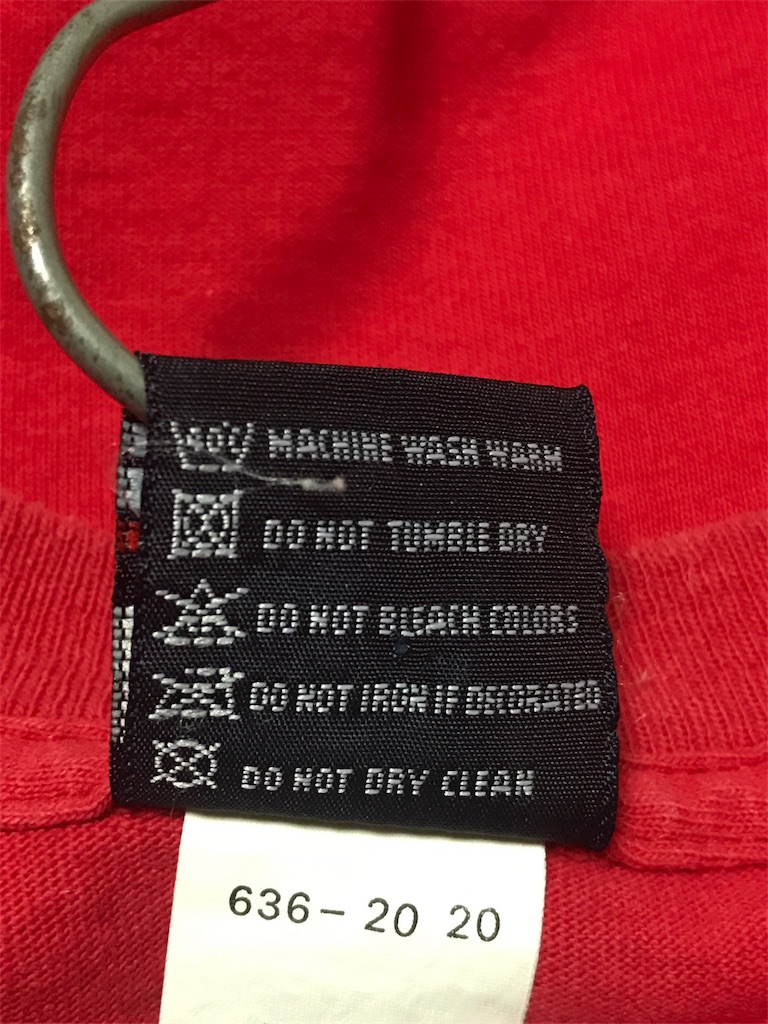 MACHINE WASH WARM
DO NOT TUMBLE DRY
DO NOT BLEACH COLORS
DO NOT IRON IF DECORATED
DO NOT DRY CLEAN
636-20 20